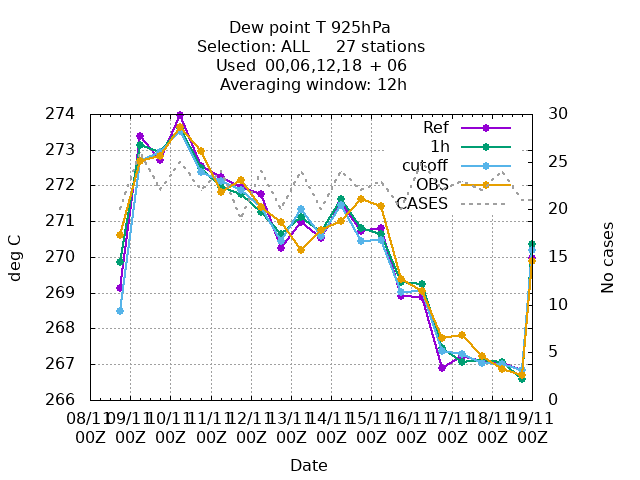 Dew point T 925hPa
Selection: ALL 27 stations
Used 00,06,12,18 + 06
Averaging window: 12h
274
273
272
271
270
269
268
267
266
30
25
20
15
10
5
0
Ref
1h
cutoff
OBS
CASES
deg C
No cases
08/11 09/11 10/11 11/11 12/11 13/11 14/11 15/11 16/11 17/11 18/11 19/11
00Z 00Z 00Z 00Z 00Z 00Z 00Z 00Z 00Z 00Z 00Z 00Z
Date